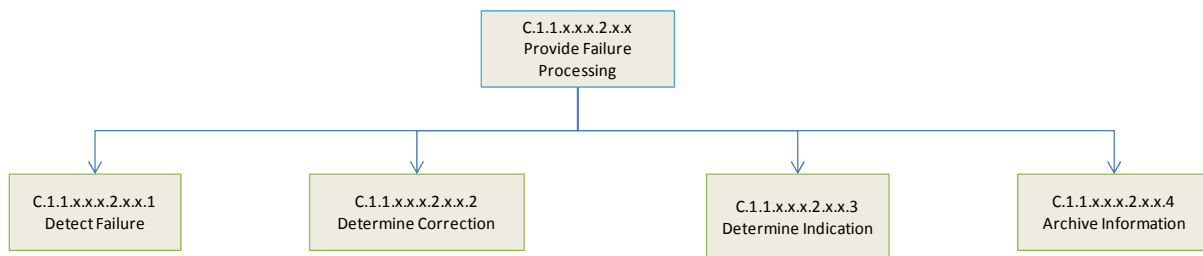 C.1.1.x.x.x.2.x.x
Provide Failure
Processing
C.1.1.x.x.x.2.x.x.1
Detect Failure
C.1.1.x.x.x.2.x.x.2
Determine Correction
C.1.1.x.x.x.2.x.x.3
Determine Indication
C.1.1.x.x.x.2.x.x.4
Archive Information